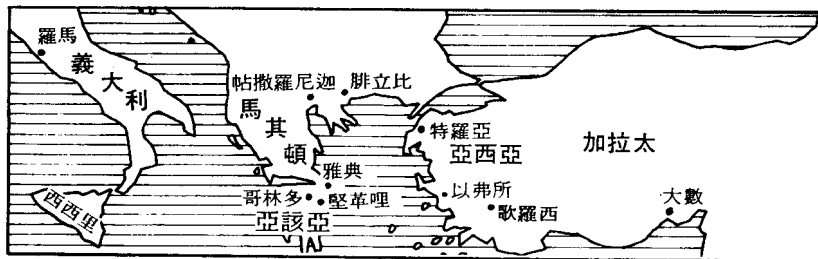 羅馬
義大利
西西里
帖撒羅尼迦
腓立比
馬其頓
雅典
哥林多
堅革哩
亞該亞
特羅亞
亞西亞
以弗所
歌羅西
加拉太
大數